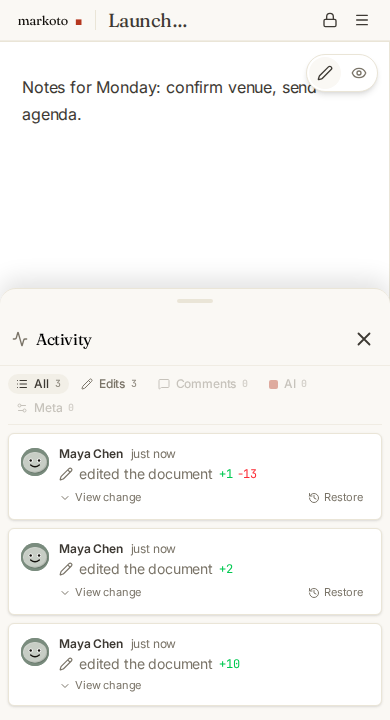 markoto
Launch...
Notes for Monday: confirm venue, send
agenda.
Activity
All 3 Edits 3 Comments 0 AI 0
Meta 0
Maya Chen just now
edited the document +1 -13
View change Restore
Maya Chen just now
edited the document +2
View change Restore
Maya Chen just now
edited the document +10
View change